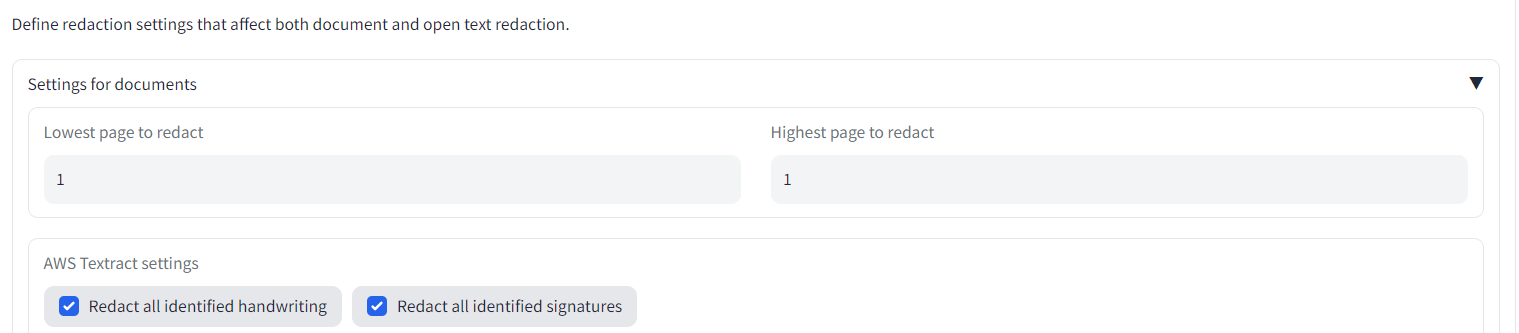 Define redaction settings that affect both document and open text redaction.
Settings for documents
Lowest page to redact
Highest page to redact
1
1
AWS Textract settings
Redact all identified handwriting
Redact all identified signatures